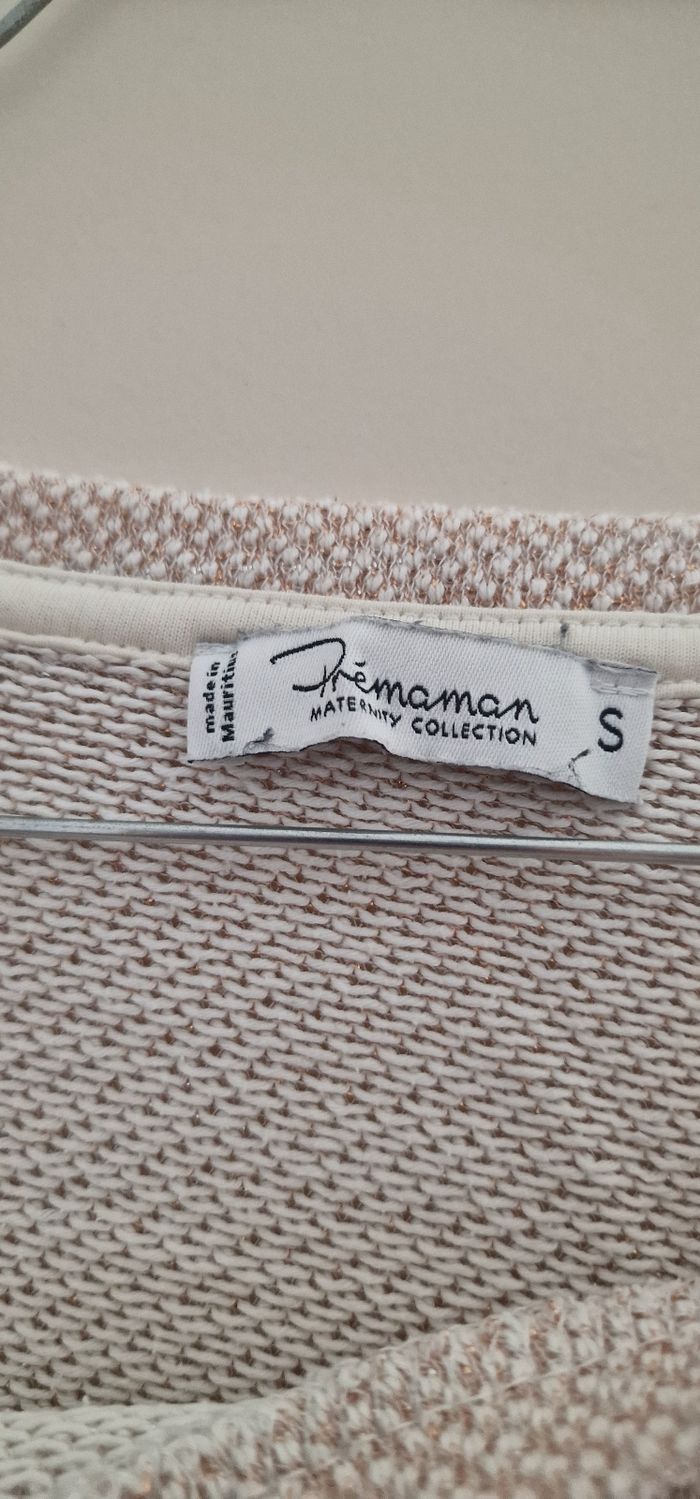 made in
Mauritius
Prémaman
MATERNITY COLLECTION
S